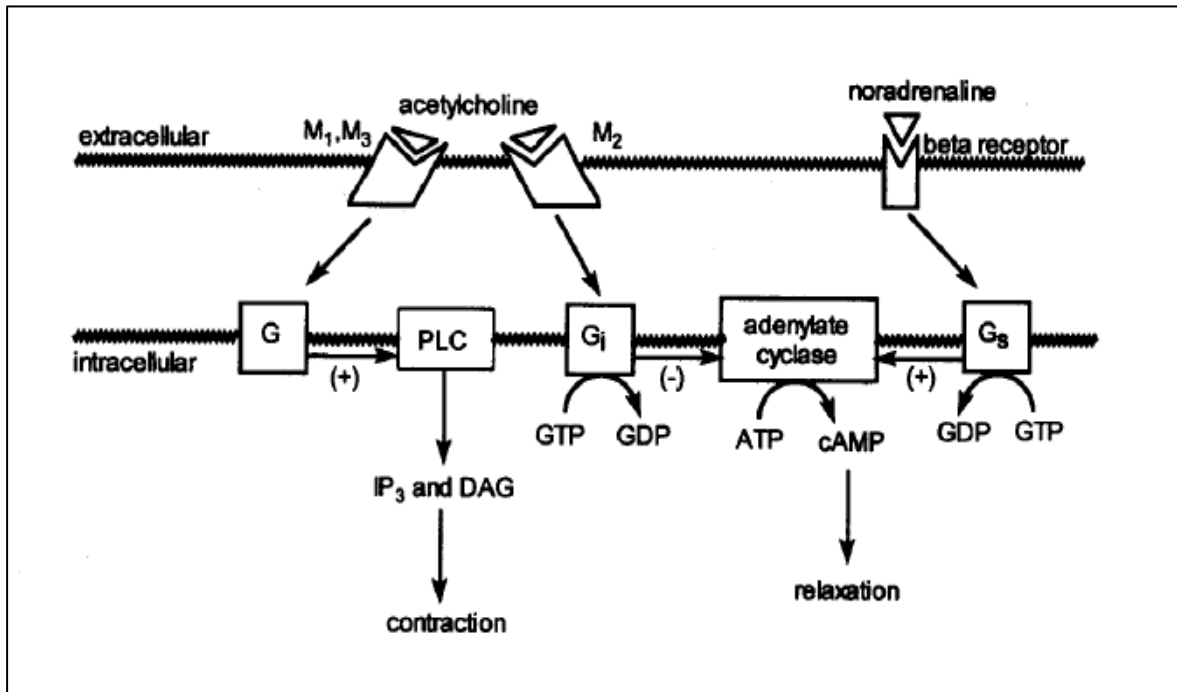 acetylcholine
noradrenaline
extracellular
M₁,M₃
M₂
beta receptor
G
PLC
Gᵢ
adenylate
cyclase
Gₛ
intracellular
(+)
(-)
(+)
GTP
GDP
ATP
cAMP
GDP
GTP
IP₃ and DAG
relaxation
contraction